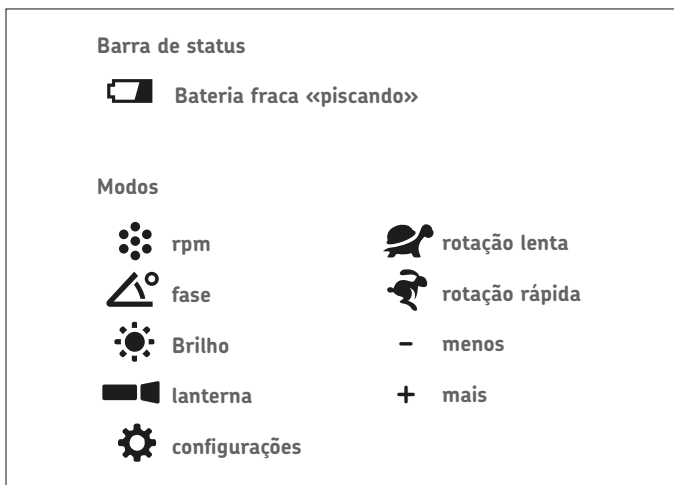 Barra de status
Bateria fraca «piscando»
Modos
rpm
fase
Brilho
lanterna
configurações
rotação lenta
rotação rápida
- menos
+ mais